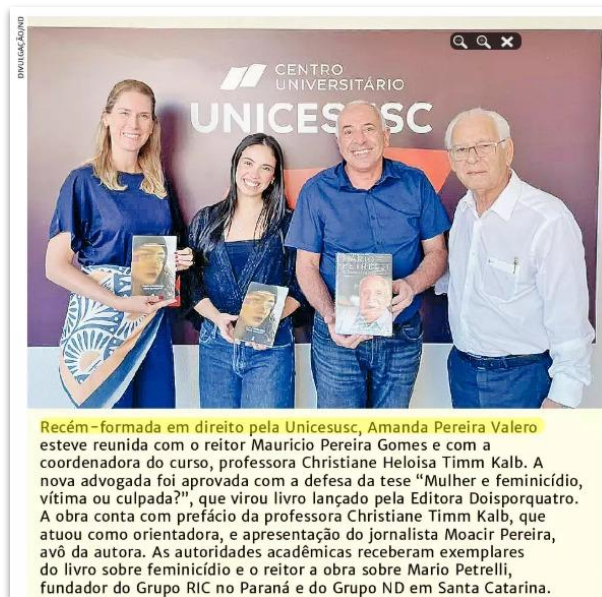 DIVULGAÇÃO/ND
CENTRO
UNIVERSITÁRIO
UNICESUSC
MARIO
PETRELLI
Recém-formada em direito pela Unicesusc, Amanda Pereira Valero
esteve reunida com o reitor Mauricio Pereira Gomes e com a
coordenadora do curso, professora Christiane Heloisa Timm Kalb. A
nova advogada foi aprovada com a defesa da tese “Mulher e feminicídio,
vítima ou culpada?”, que virou livro lançado pela Editora Doisporquatro.
A obra conta com prefácio da professora Christiane Timm Kalb, que
atuou como orientadora, e apresentação do jornalista Moacir Pereira,
avô da autora. As autoridades acadêmicas receberam exemplares
do livro sobre feminicídio e o reitor a obra sobre Mario Petrelli,
fundador do Grupo RIC no Paraná e do Grupo ND em Santa Catarina.